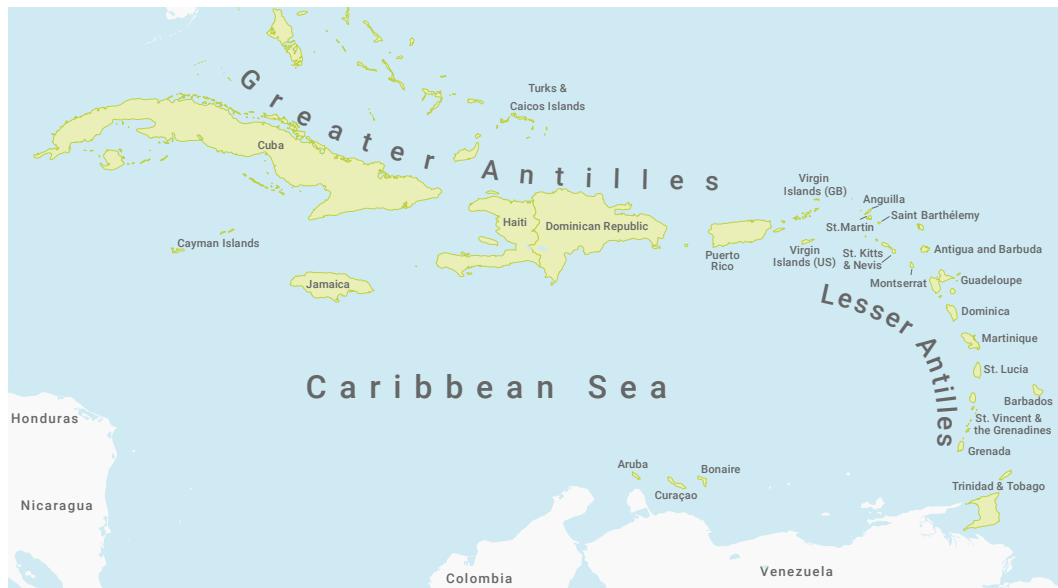 Greater Antilles
Turks &
Caicos Islands
Cuba
Cayman Islands
Jamaica
Haiti
Dominican Republic
Puerto
Rico
Virgin
Islands (GB)
Virgin
Islands (US)
Anguilla
St.Martin
Saint Barthélemy
St. Kitts
& Nevis
Antigua and Barbuda
Montserrat
Guadeloupe
Lesser Antilles
Dominica
Martinique
St. Lucia
Barbados
St. Vincent &
the Grenadines
Grenada
Caribbean Sea
Honduras
Nicaragua
Aruba
Curaçao
Bonaire
Trinidad & Tobago
Colombia
Venezuela